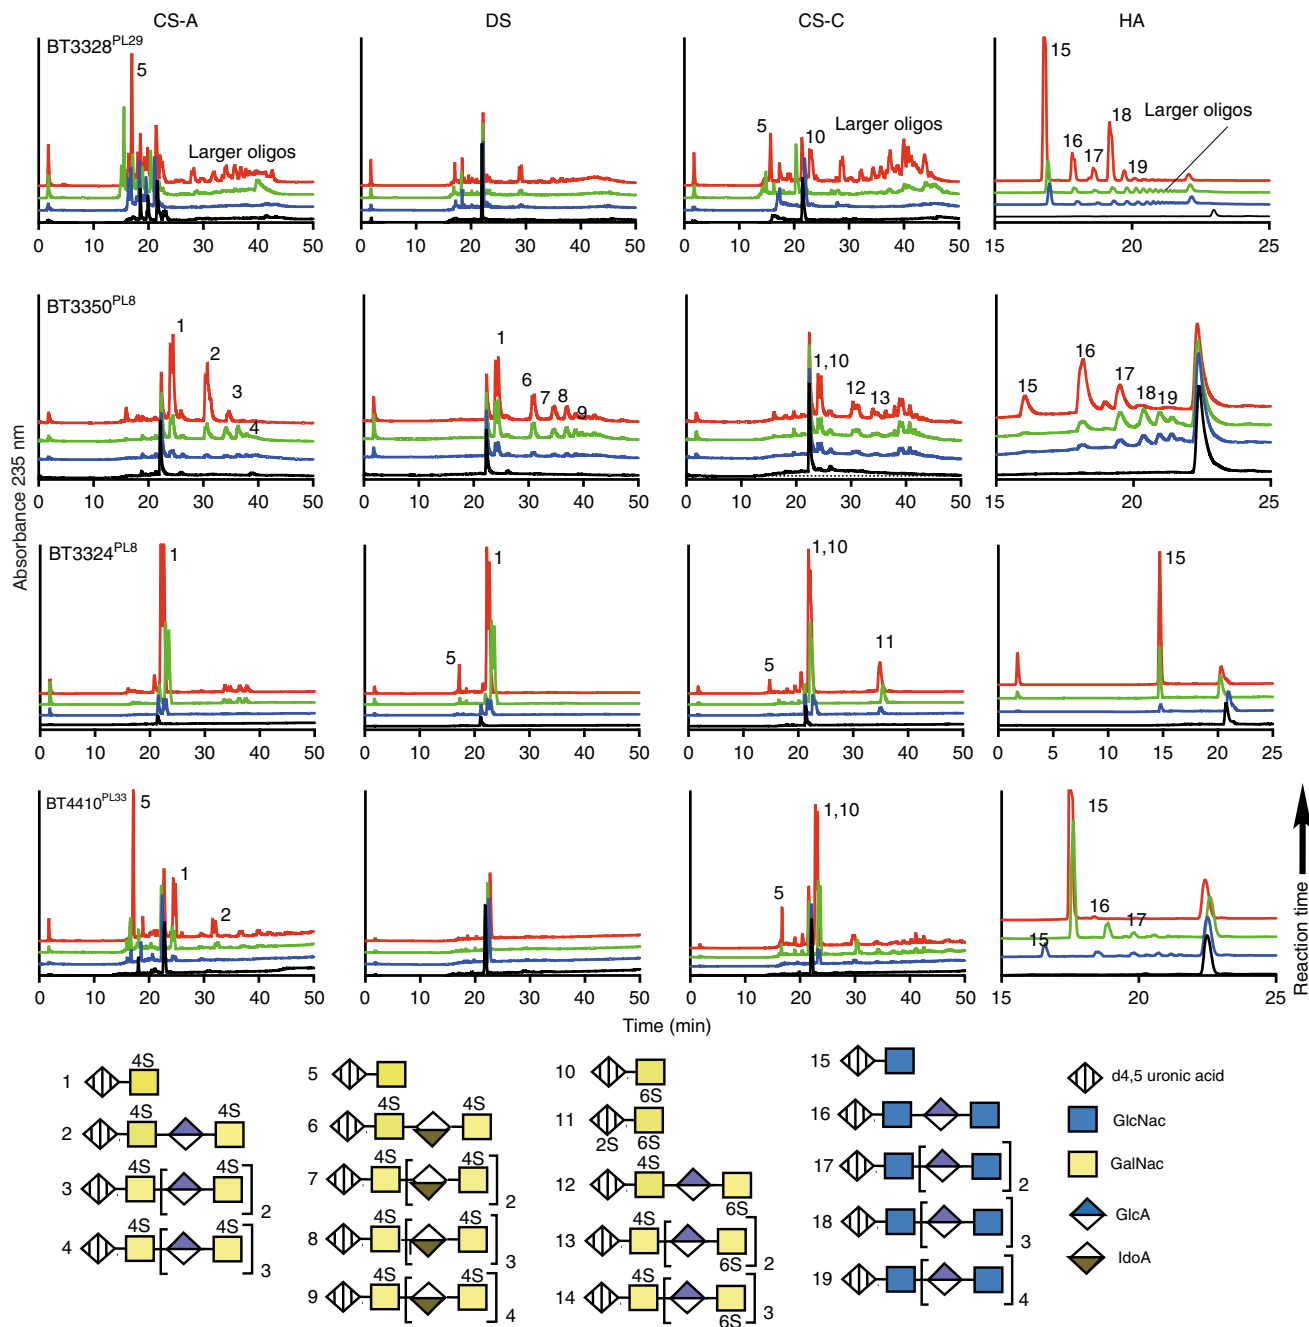 CS-A DS CS-C HA
BT3328PL29
5
Larger oligos
5 10 Larger oligos
15 16 17 18 19 Larger oligos
0 10 20 30 40 50 0 10 20 30 40 50 0 10 20 30 40 50 15 20 25
BT3350PL8
1 2 3 4
1 6 7 8 9
1,10 12 13
15 16 17 18 19
0 10 20 30 40 50 0 10 20 30 40 50 0 10 20 30 40 50 15 20 25
Absorbance 235 nm
BT3324PL8
1
5 1
5 1,10 11
15
0 10 20 30 40 50 0 10 20 30 40 50 0 10 20 30 40 50 0 5 10 15 20 25
BT4410PL33
5 1 2
5 1,10
15 15 16 17
0 10 20 30 40 50 0 10 20 30 40 50 0 10 20 30 40 50 15 20 25
Time (min)
Reaction time
1 4S
2 4S 4S
3 4S 4S 2
4 4S 4S 3
5
6 4S 4S
7 4S 4S 2
8 4S 4S 3
9 4S 4S 4
10 6S
11 2S 6S
12 4S 6S
13 4S 6S 2
14 4S 6S 3
15
16
17 2
18 3
19 4
d4,5 uronic acid
GlcNac
GalNac
GlcA
IdoA